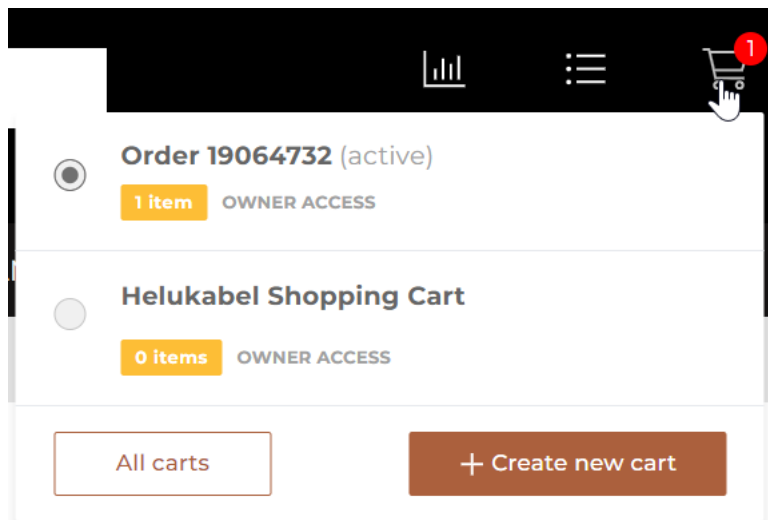 1
Order 19064732 (active)
1 item OWNER ACCESS
Helukabel Shopping Cart
0 items OWNER ACCESS
All carts
+ Create new cart